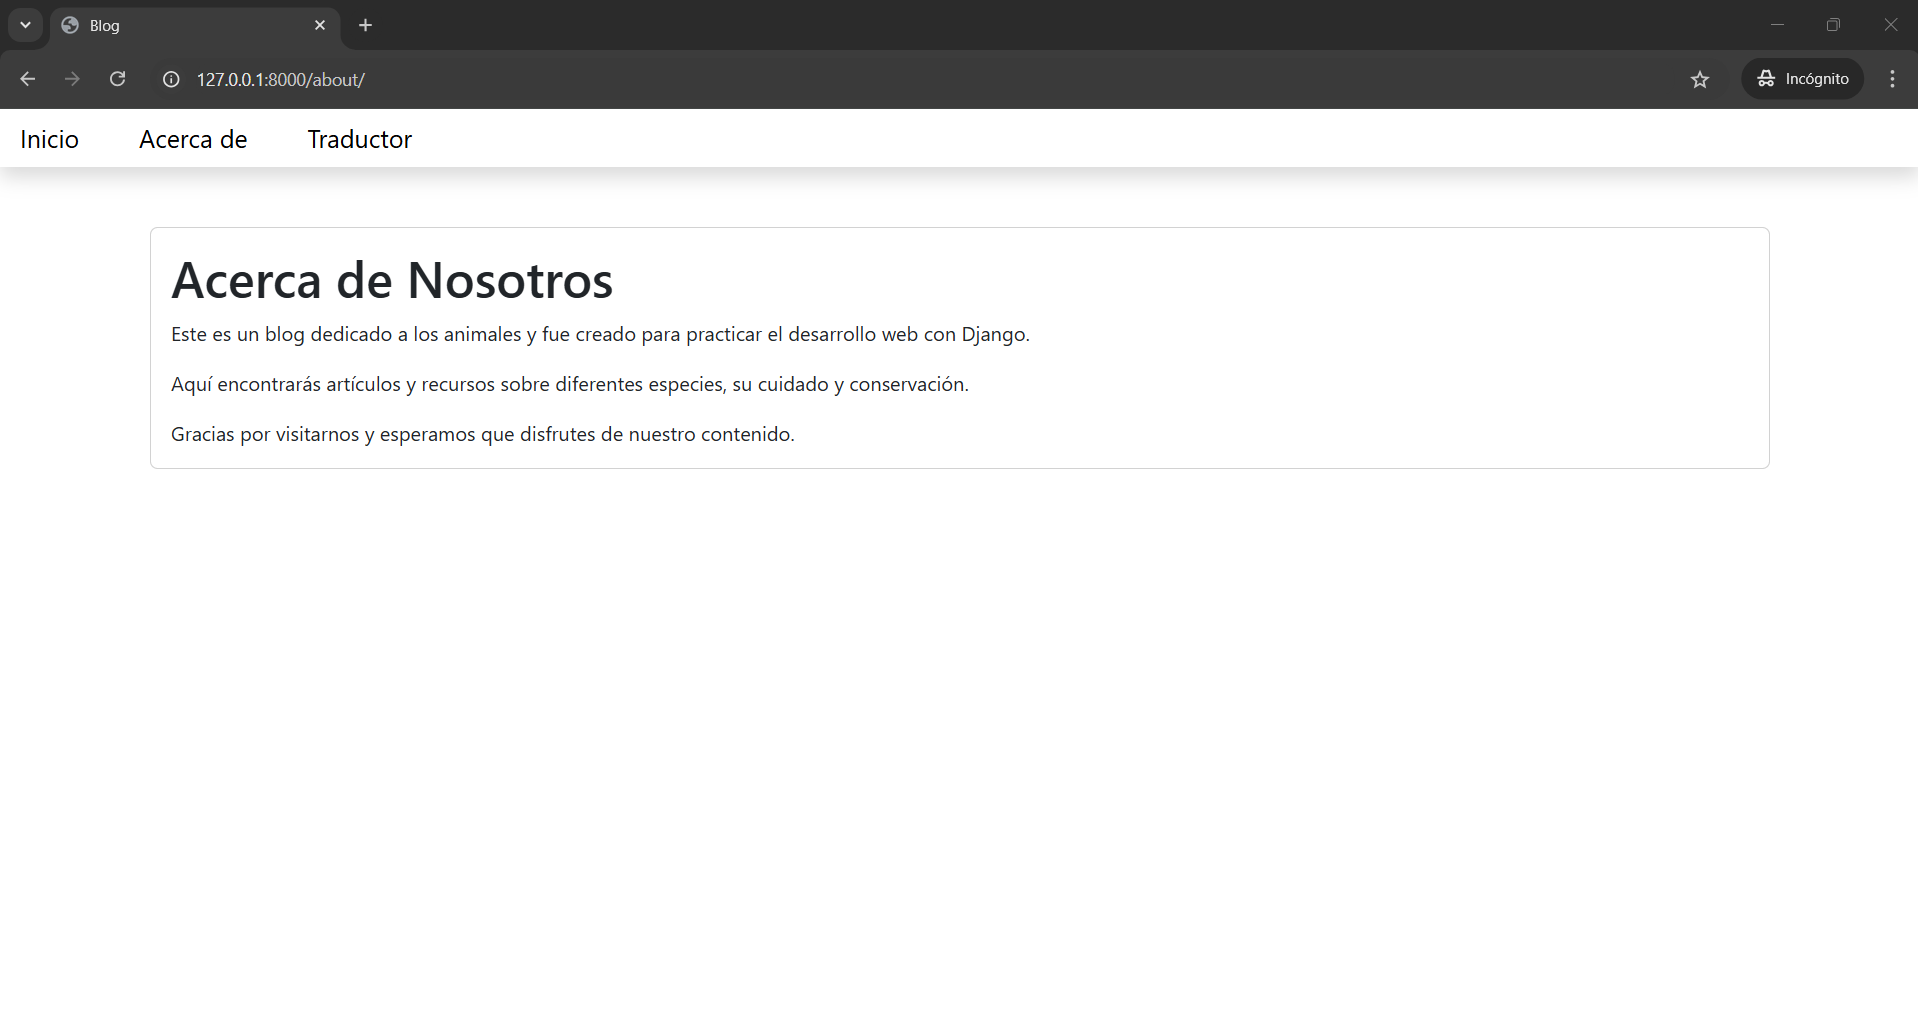 Blog
127.0.0.1:8000/about/
Incógnito
Inicio Acerca de Traductor
Acerca de Nosotros
Este es un blog dedicado a los animales y fue creado para practicar el desarrollo web con Django.
Aquí encontrarás artículos y recursos sobre diferentes especies, su cuidado y conservación.
Gracias por visitarnos y esperamos que disfrutes de nuestro contenido.